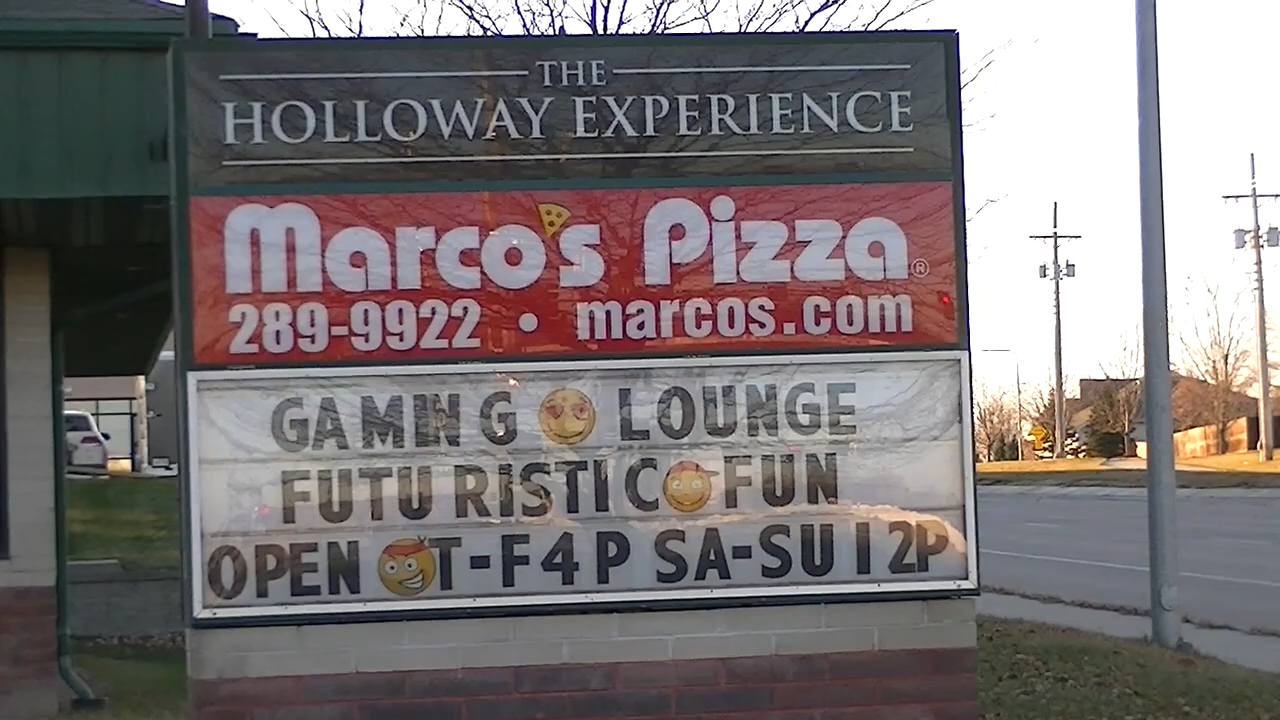 THE
HOLLOWAY EXPERIENCE
Marco's Pizza®
289-9922 • marcos.com
GAMING 😍 LOUNGE
FUTURISTIC 😉 FUN
OPEN 😁 T-F 4P SA-SU 12P